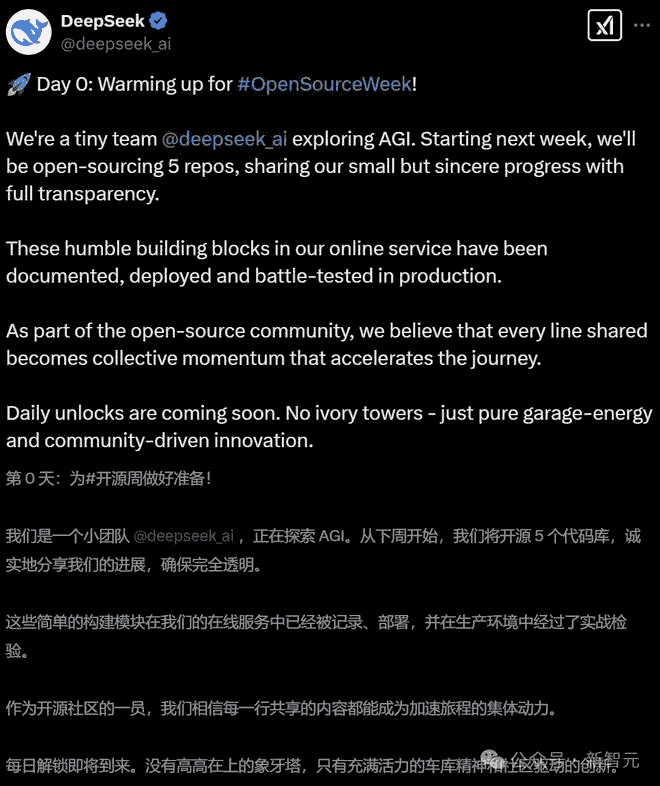 DeepSeek
@deepseek_ai
🚀 Day 0: Warming up for #OpenSourceWeek!
We're a tiny team @deepseek_ai exploring AGI. Starting next week, we'll
be open-sourcing 5 repos, sharing our small but sincere progress with
full transparency.
These humble building blocks in our online service have been
documented, deployed and battle-tested in production.
As part of the open-source community, we believe that every line shared
becomes collective momentum that accelerates the journey.
Daily unlocks are coming soon. No ivory towers - just pure garage-energy
and community-driven innovation.
第 0 天：为#开源周做好准备！
我们是一个小团队 @deepseek_ai ，正在探索 AGI。从下周开始，我们将开源 5 个代码库，诚
实地分享我们的进展，确保完全透明。
这些简单的构建模块在我们的在线服务中已经被记录、部署，并在生产环境中经过了实战检
验。
作为开源社区的一员，我们相信每一行共享的内容都能成为加速旅程的集体动力。
每日解锁即将到来。没有高高在上的象牙塔，只有充满活力的车库精神和社区驱动的创新。
公众号 · 新智元